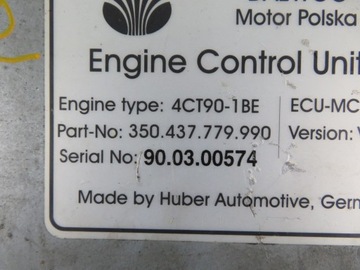 Motor Polska
Engine Control Unit
Engine type: 4CT90-1BE ECU-MC
Part-No: 350.437.779.990 Version:
Serial No: 90.03.00574
Made by Huber Automotive, Germ